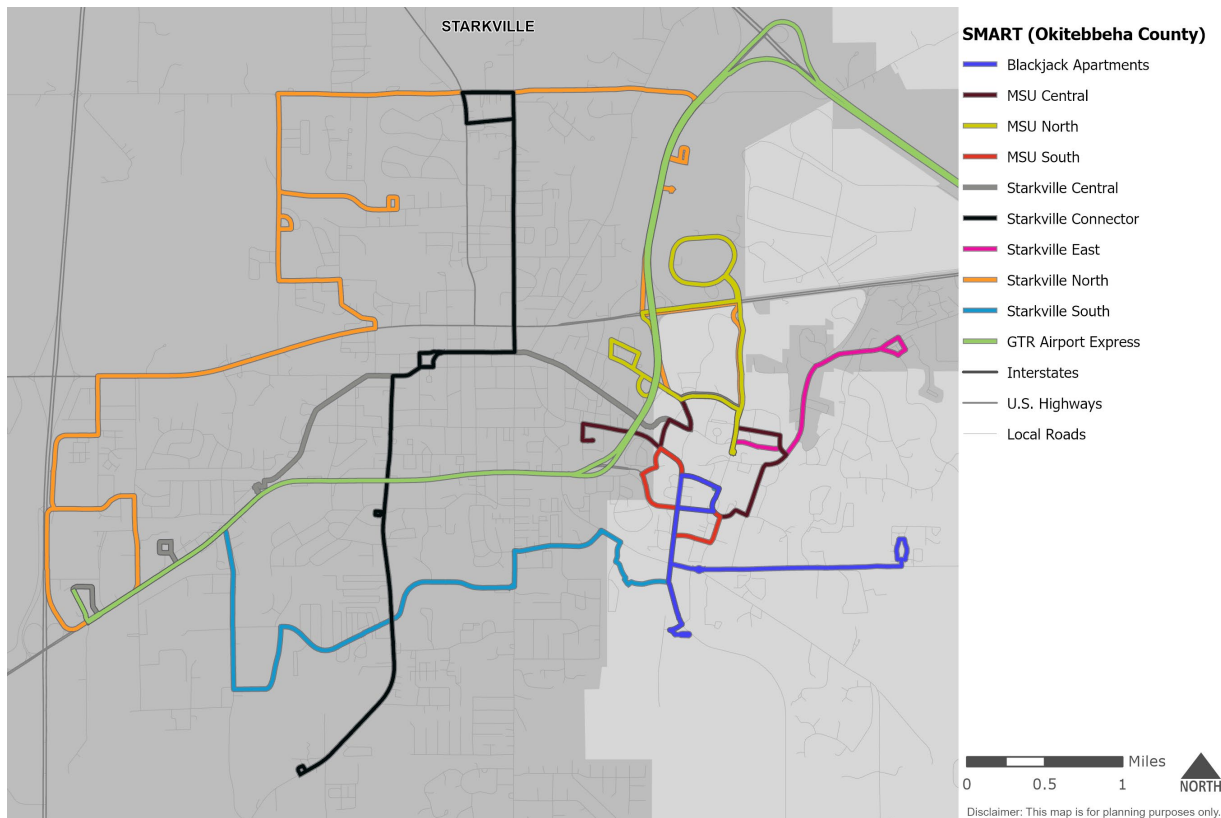 STARKVILLE
SMART (Okitebbeha County)
Blackjack Apartments
MSU Central
MSU North
MSU South
Starkville Central
Starkville Connector
Starkville East
Starkville North
Starkville South
GTR Airport Express
Interstates
U.S. Highways
Local Roads
Miles
0 0.5 1
NORTH
Disclaimer: This map is for planning purposes only.